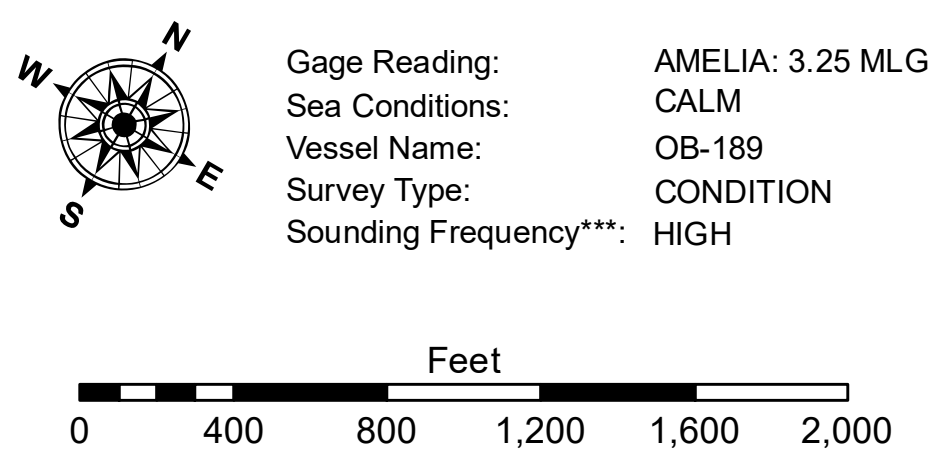 N
W
E
S
Gage Reading: AMELIA: 3.25 MLG
Sea Conditions: CALM
Vessel Name: OB-189
Survey Type: CONDITION
Sounding Frequency***: HIGH
Feet
0 400 800 1,200 1,600 2,000